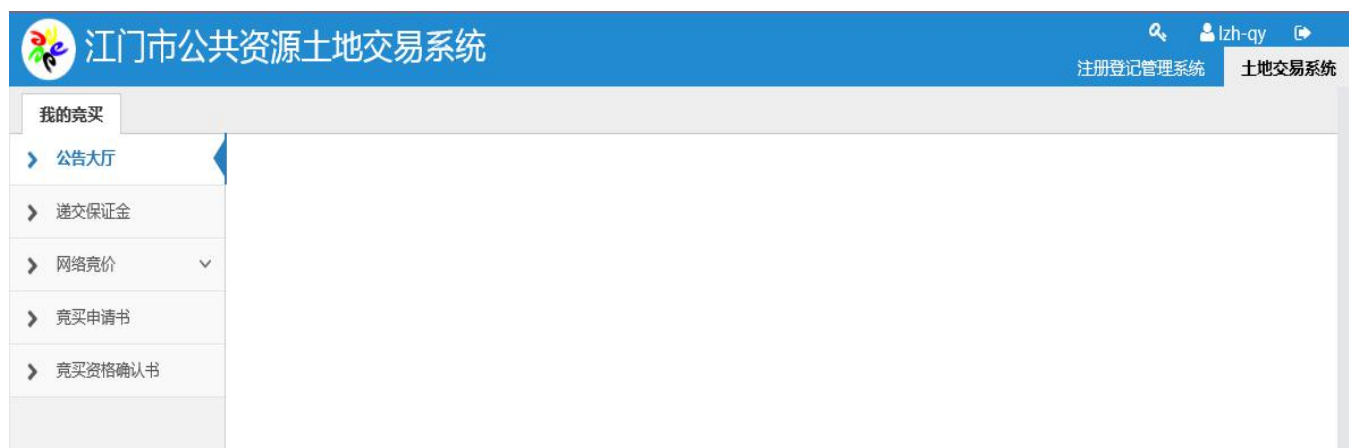 江门市公共资源土地交易系统
lzh-qy
注册登记管理系统 土地交易系统
我的竞买
公告大厅
递交保证金
网络竞价
竞买申请书
竞买资格确认书